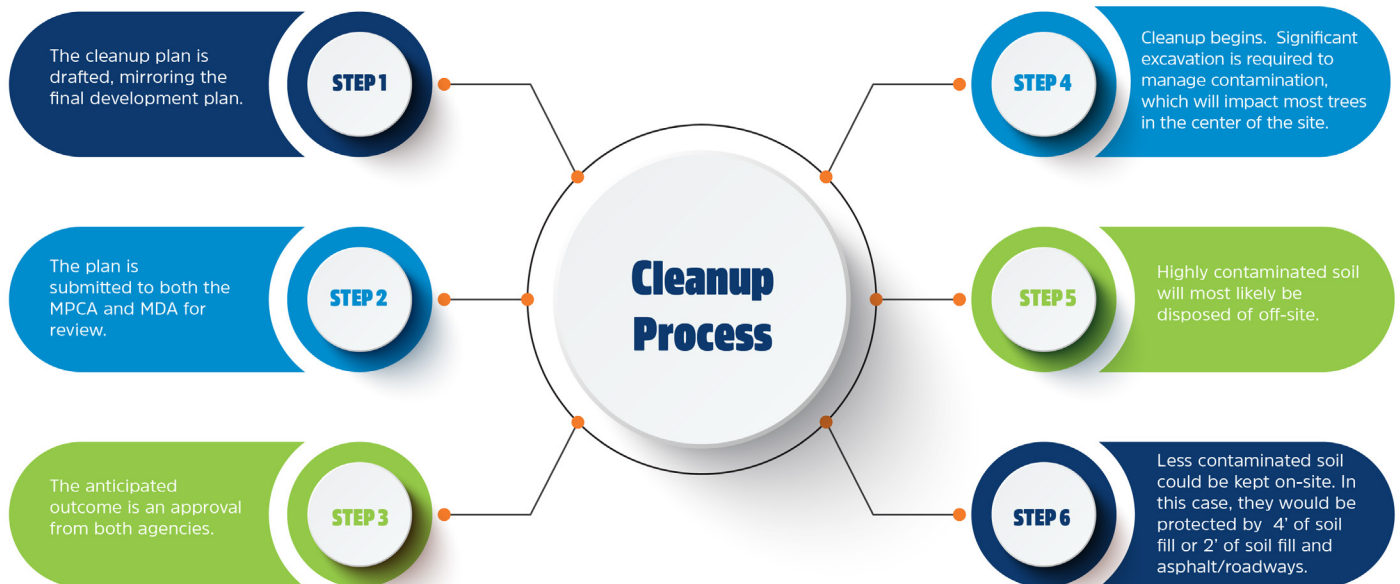 STEP 1
The cleanup plan is
drafted, mirroring the
final development plan.
STEP 2
The plan is
submitted to both the
MPCA and MDA for
review.
STEP 3
The anticipated
outcome is an approval
from both agencies.
Cleanup
Process
STEP 4
Cleanup begins. Significant
excavation is required to
manage contamination,
which will impact most trees
in the center of the site.
STEP 5
Highly contaminated soil
will most likely be
disposed of off-site.
STEP 6
Less contaminated soil
could be kept on-site. In
this case, they would be
protected by 4' of soil
fill or 2' of soil fill and
asphalt/roadways.